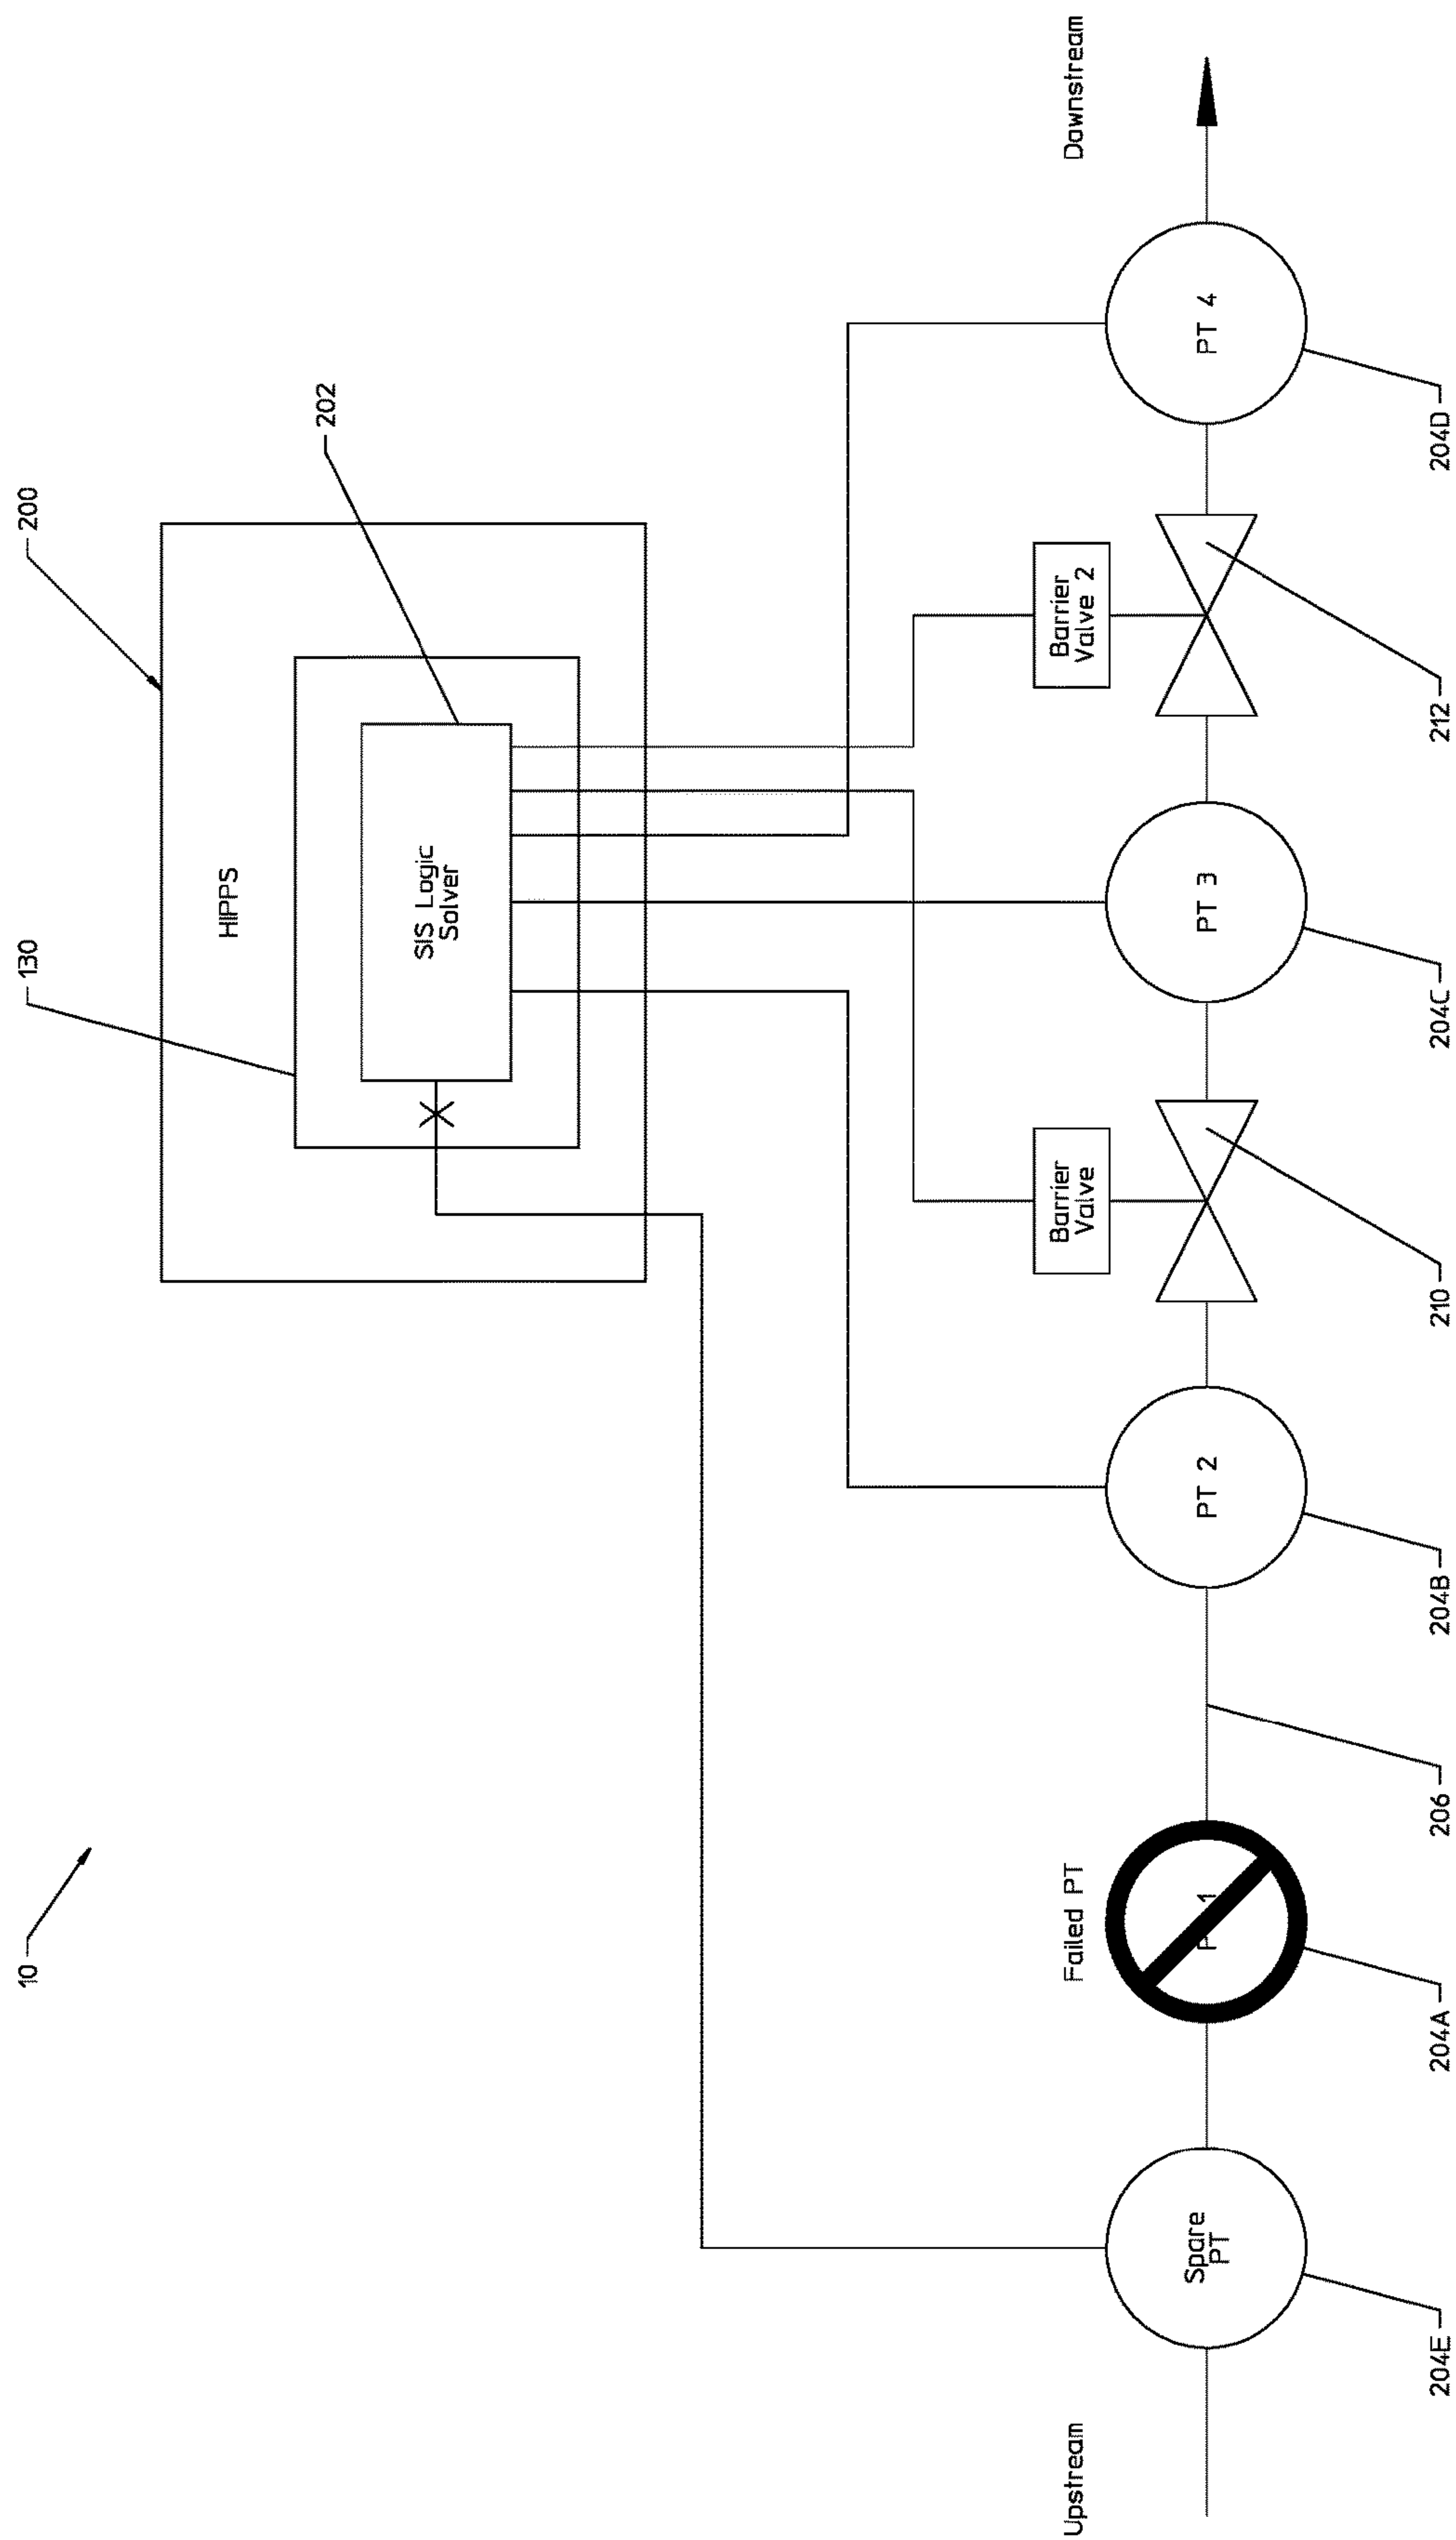 10
130
200
HIPPS
202
SIS Logic
Solver
Upstream
Failed PT
Barrier
Valve
Barrier
Valve 2
Downstream
Spare
PT
P 1
PT 2
PT 3
PT 4
204E
204A
206
204B
210
204C
212
204D